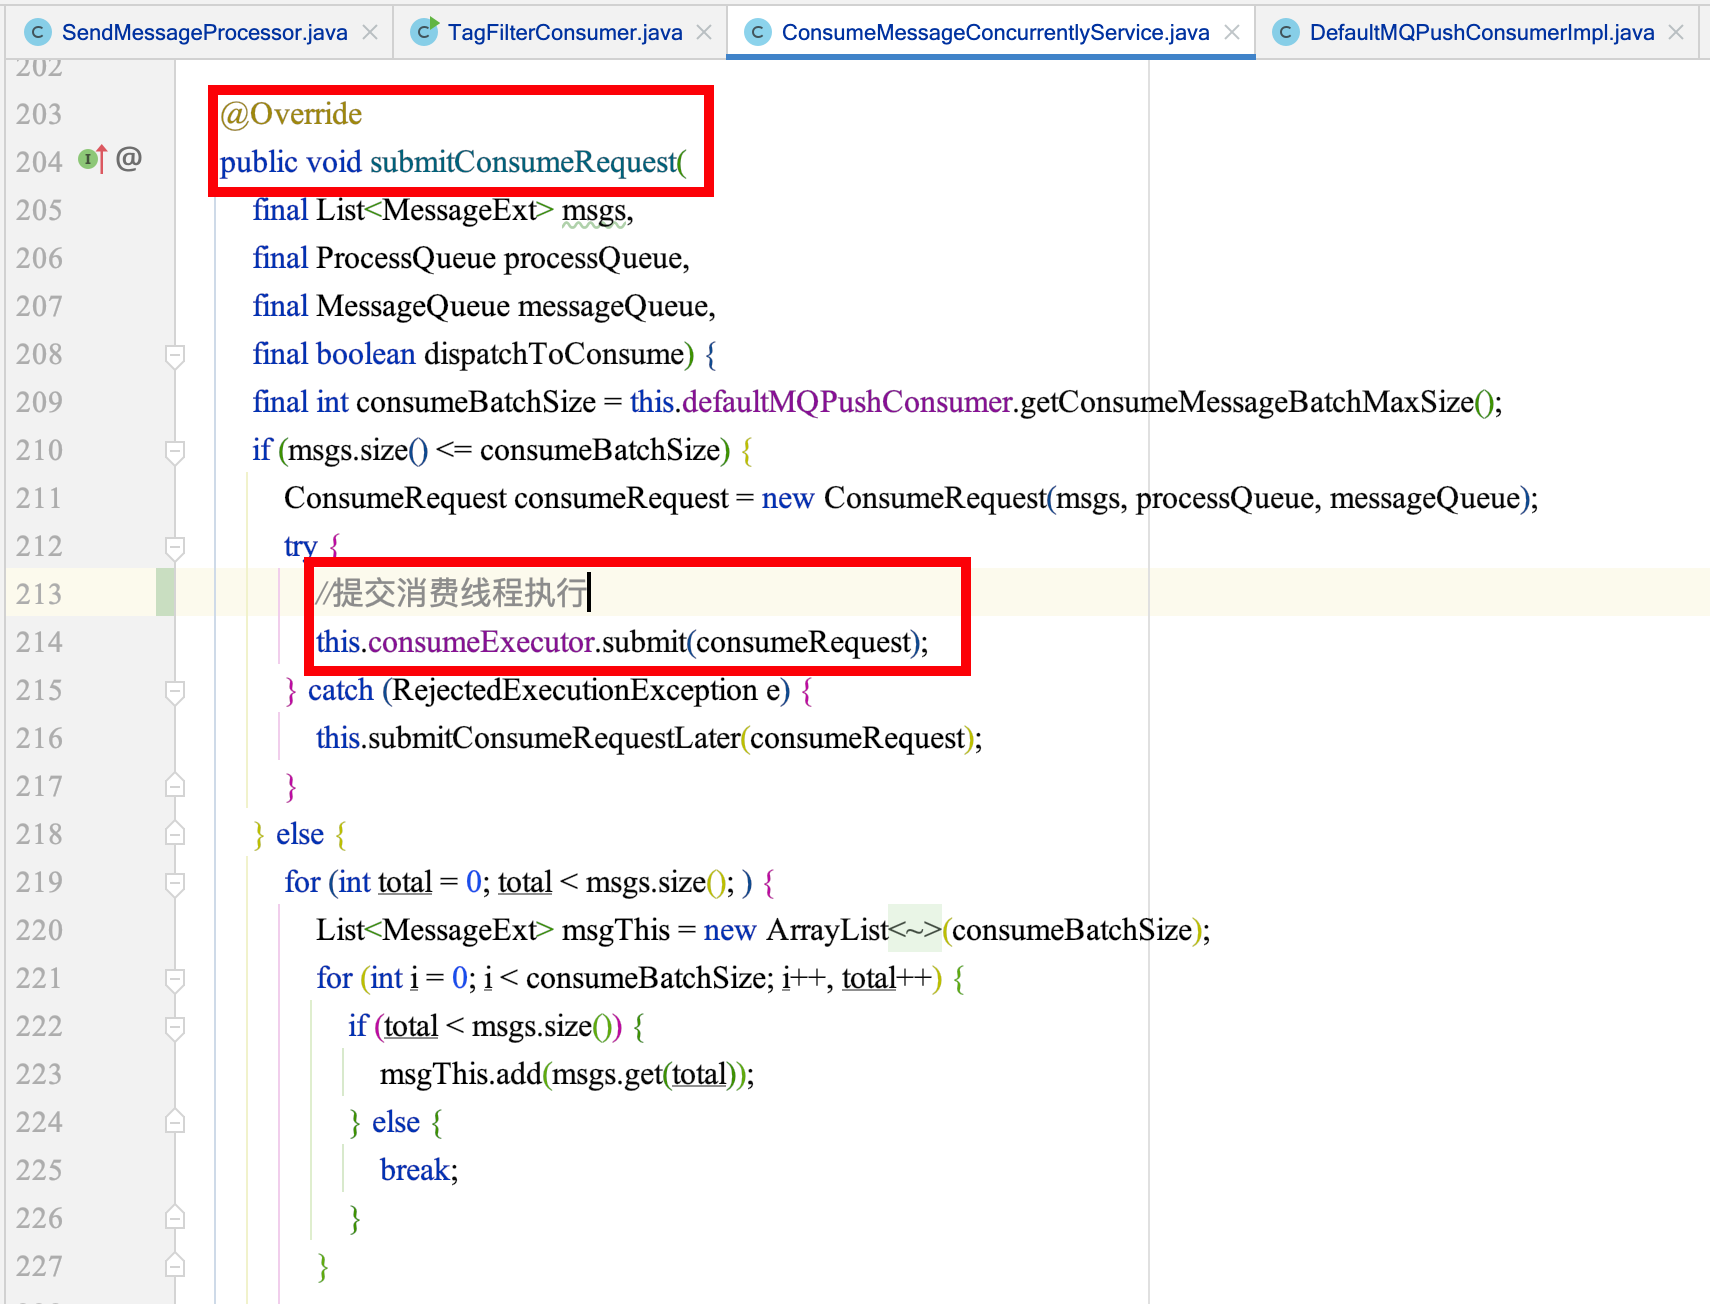 SendMessageProcessor.java
TagFilterConsumer.java
ConsumeMessageConcurrentlyService.java
DefaultMQPushConsumerImpl.java
202
203 @Override
204 @ public void submitConsumeRequest(
205 final List<MessageExt> msgs,
206 final ProcessQueue processQueue,
207 final MessageQueue messageQueue,
208 final boolean dispatchToConsume) {
209 final int consumeBatchSize = this.defaultMQPushConsumer.getConsumeMessageBatchMaxSize();
210 if (msgs.size() <= consumeBatchSize) {
211 ConsumeRequest consumeRequest = new ConsumeRequest(msgs, processQueue, messageQueue);
212 try {
213 //提交消费线程执行
214 this.consumeExecutor.submit(consumeRequest);
215 } catch (RejectedExecutionException e) {
216 this.submitConsumeRequestLater(consumeRequest);
217 }
218 } else {
219 for (int total = 0; total < msgs.size(); ) {
220 List<MessageExt> msgThis = new ArrayList<~>(consumeBatchSize);
221 for (int i = 0; i < consumeBatchSize; i++, total++) {
222 if (total < msgs.size()) {
223 msgThis.add(msgs.get(total));
224 } else {
225 break;
226 }
227 }